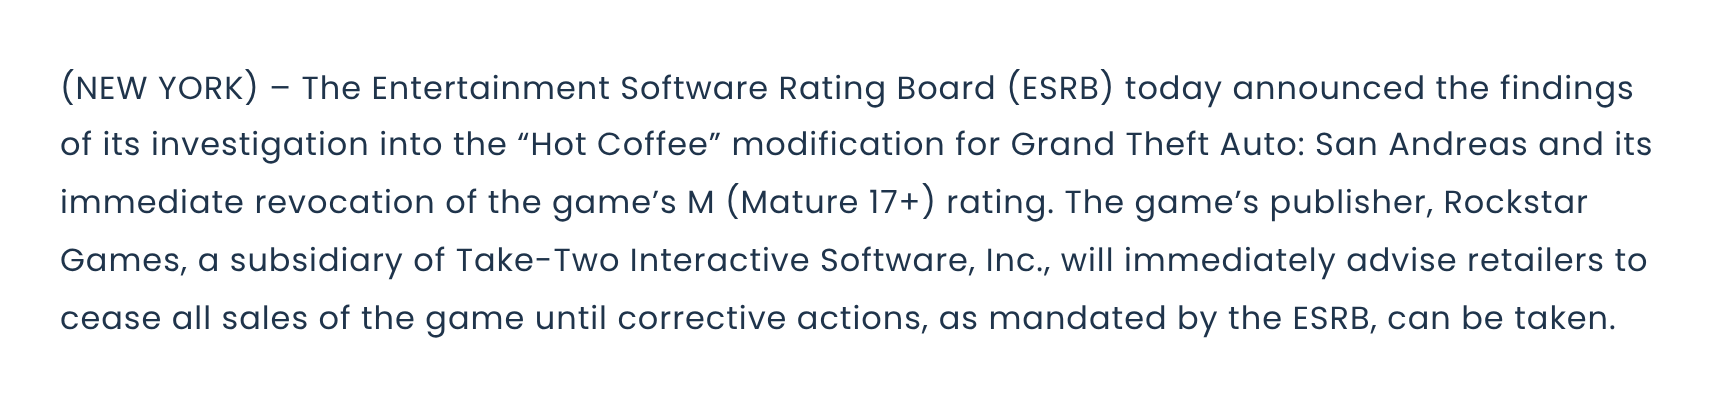 (NEW YORK) – The Entertainment Software Rating Board (ESRB) today announced the findings
of its investigation into the “Hot Coffee” modification for Grand Theft Auto: San Andreas and its
immediate revocation of the game’s M (Mature 17+) rating. The game’s publisher, Rockstar
Games, a subsidiary of Take-Two Interactive Software, Inc., will immediately advise retailers to
cease all sales of the game until corrective actions, as mandated by the ESRB, can be taken.